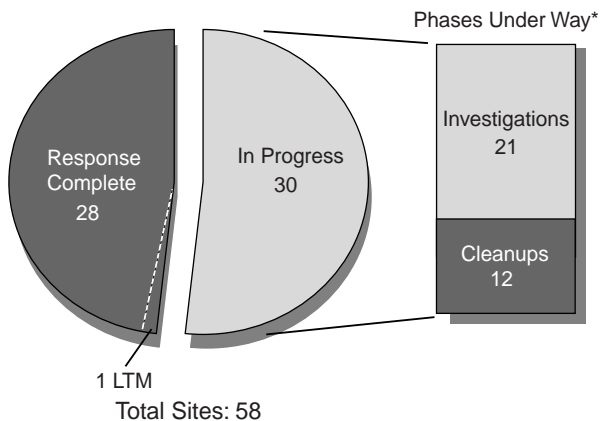 Phases Under Way*
Response
Complete
28
In Progress
30
Investigations
21
Cleanups
12
1 LTM
Total Sites: 58